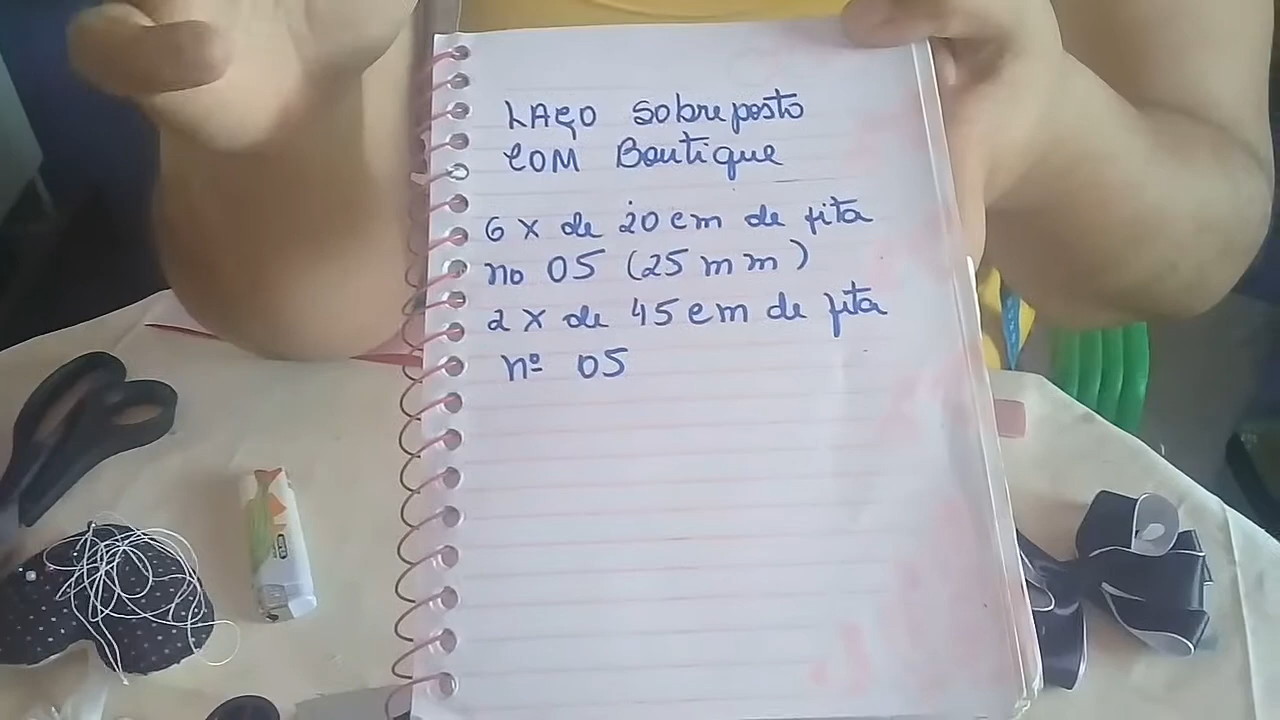 LAÇO Sobreposto
COM Boutique
6 x de 20 cm de fita
no 05 (25 mm)
2 x de 45 cm de fita
nº 05